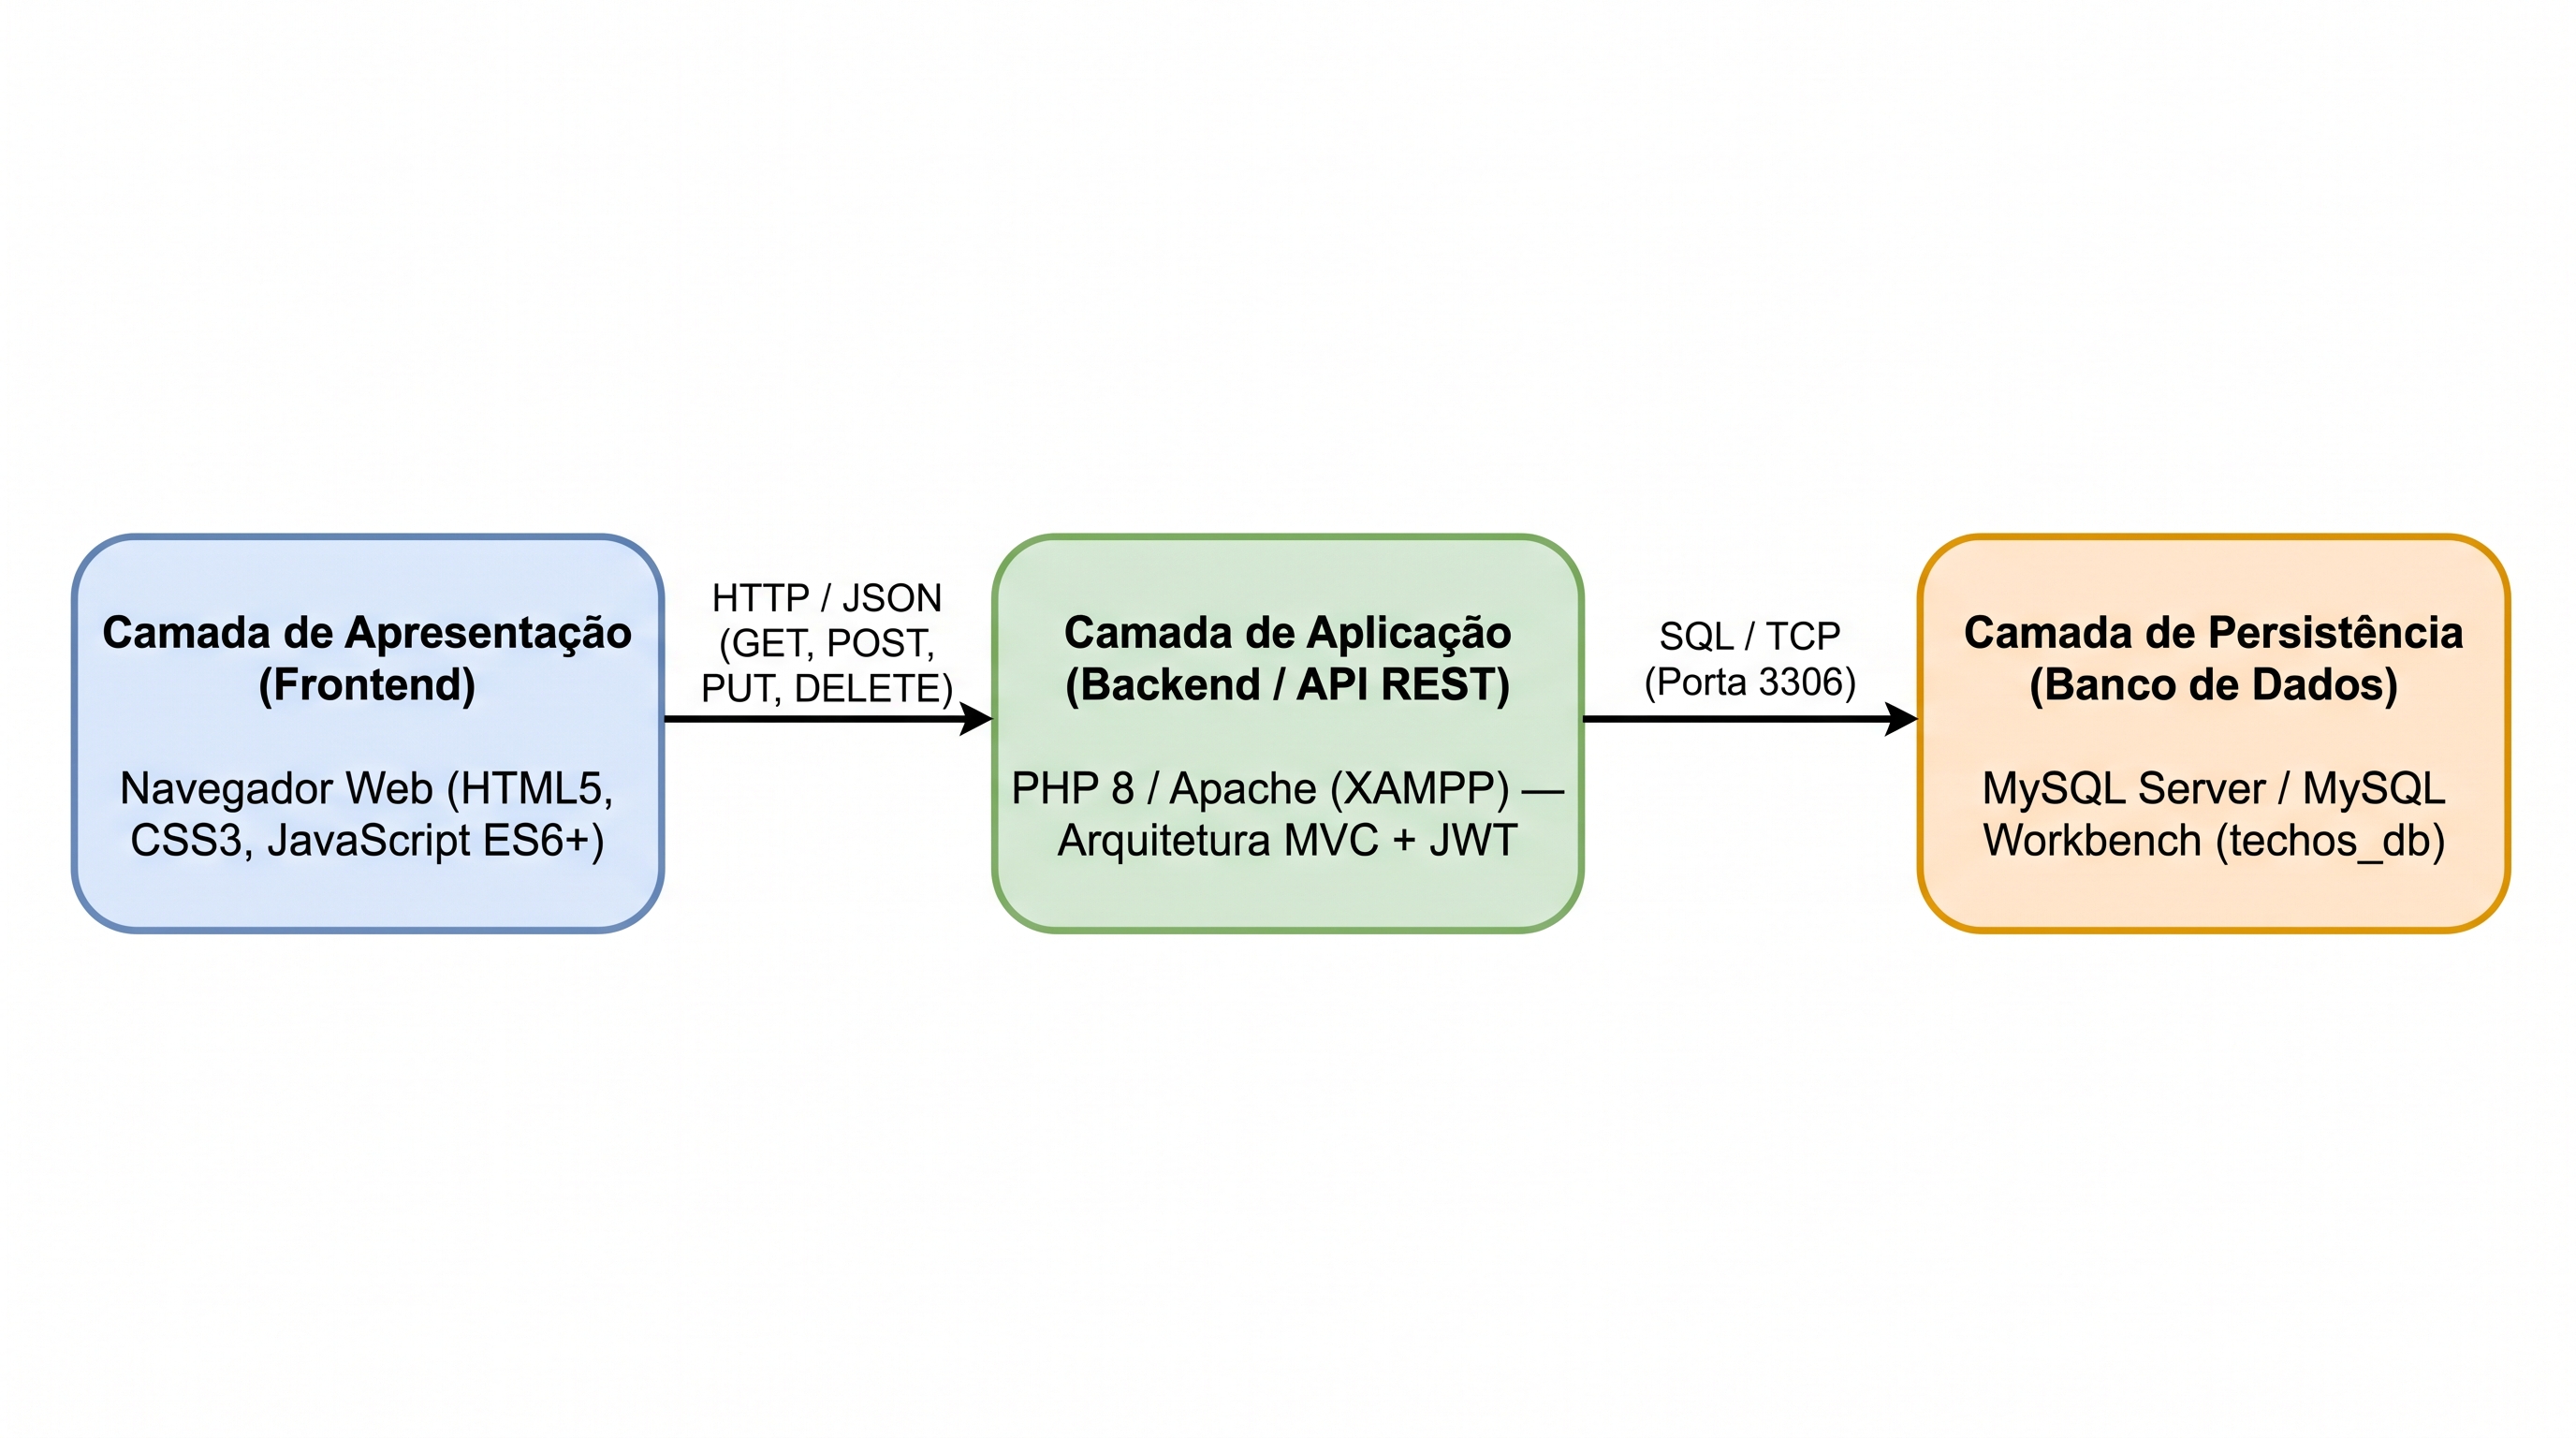 Camada de Apresentação
(Frontend)
Navegador Web (HTML5,
CSS3, JavaScript ES6+)
HTTP / JSON
(GET, POST,
PUT, DELETE)
Camada de Aplicação
(Backend / API REST)
PHP 8 / Apache (XAMPP) —
Arquitetura MVC + JWT
SQL / TCP
(Porta 3306)
Camada de Persistência
(Banco de Dados)
MySQL Server / MySQL
Workbench (techos_db)